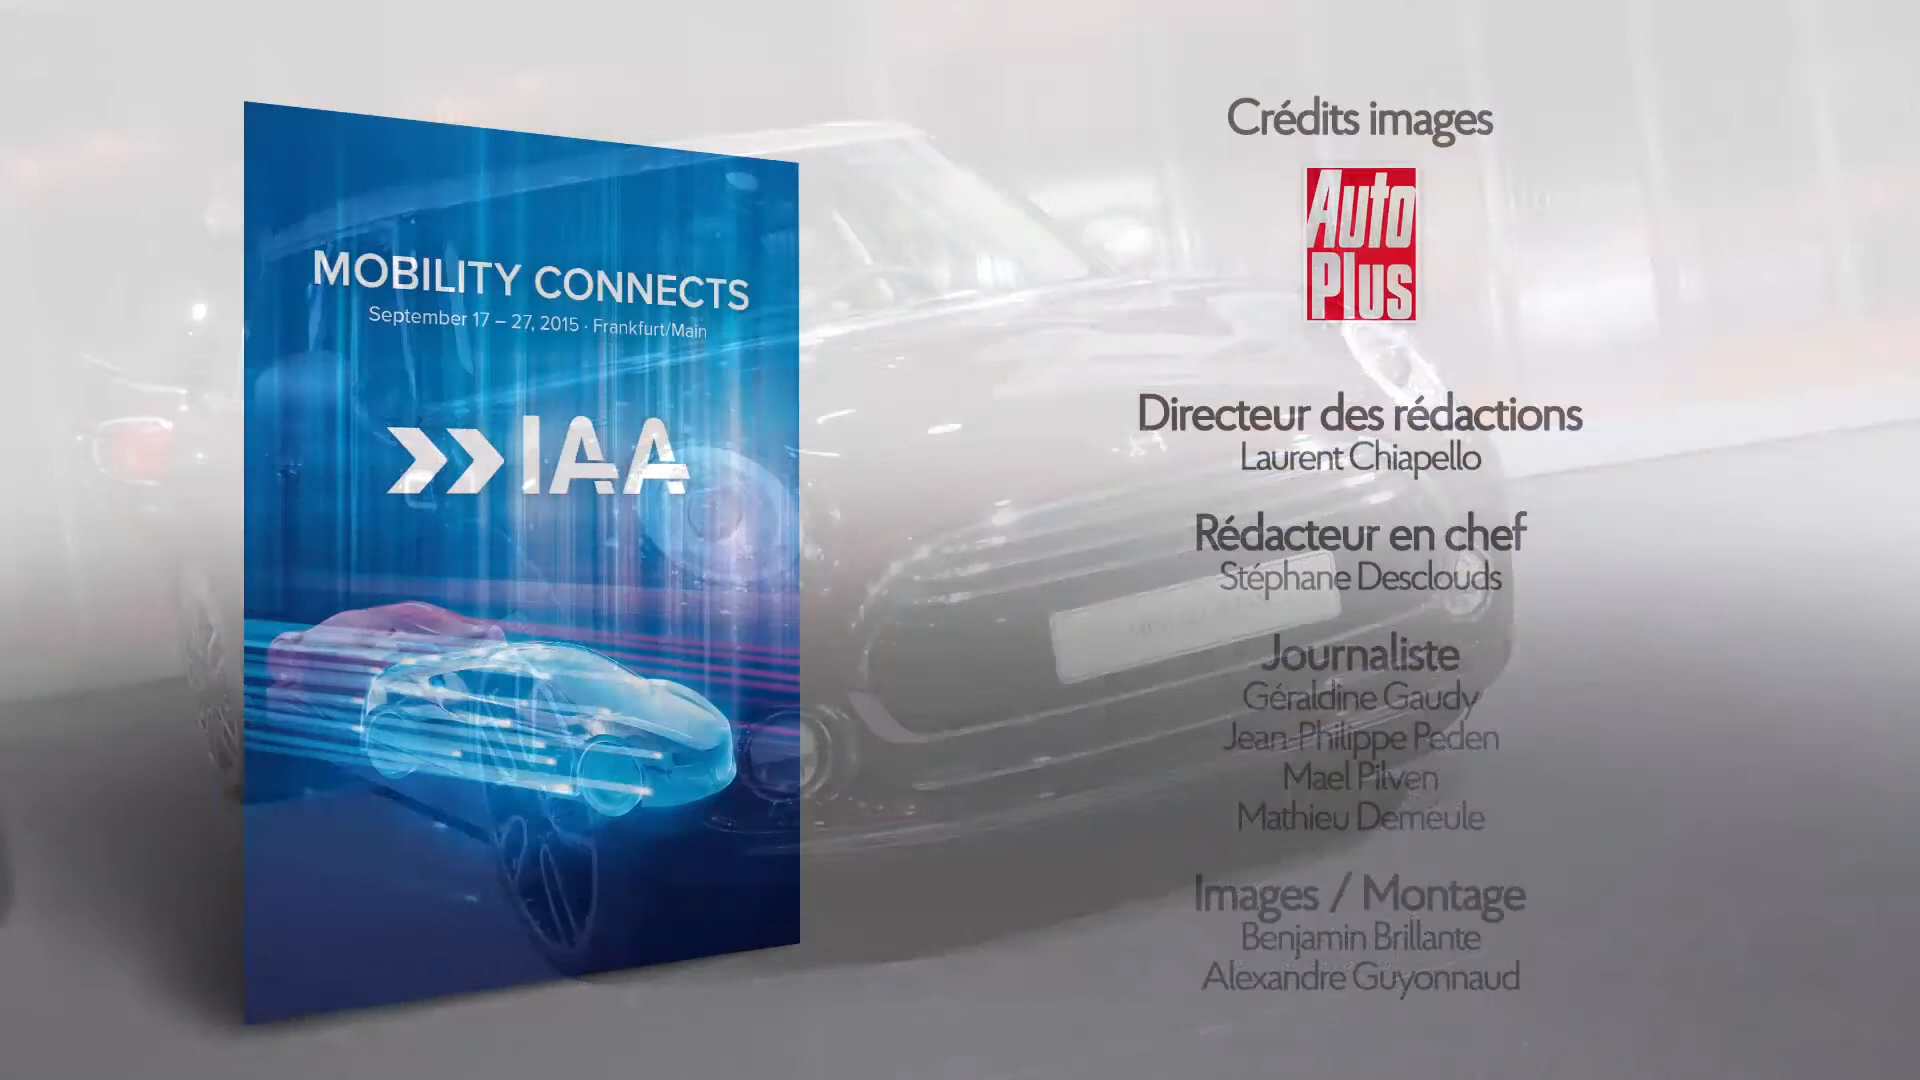 MOBILITY CONNECTS
September 17 – 27, 2015 · Frankfurt/Main
IAA
Crédits images
Auto
Plus
Directeur des rédactions
Laurent Chiapello
Rédacteur en chef
Stéphane Desclouds
Journaliste
Géraldine Gaudy
Jean-Philippe Peden
Mael Pilven
Mathieu Demeule
Images / Montage
Benjamin Brillante
Alexandre Guyonnaud